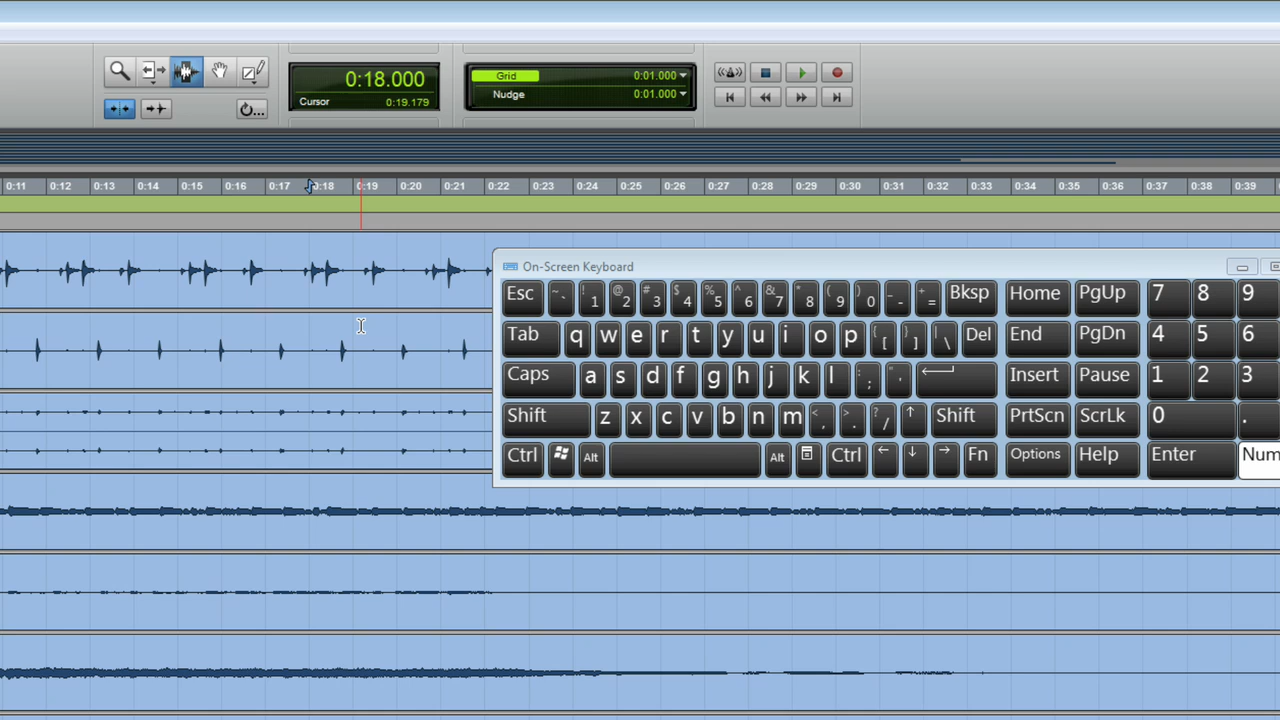 0:18.000
Cursor 0:19.179
Grid 0:01.000
Nudge 0:01.000
0:11 0:12 0:13 0:14 0:15 0:16 0:17 0:18 0:19 0:20 0:21 0:22 0:23 0:24 0:25 0:26 0:27 0:28 0:29 0:30 0:31 0:32 0:33 0:34 0:35 0:36 0:37 0:38 0:39
On-Screen Keyboard
Esc ~ ` ! 1 @ 2 # 3 $ 4 % 5 ^ 6 & 7 * 8 ( 9 ) 0 _ - + = Bksp Home PgUp 7 8 9
Tab q w e r t y u i o p { [ } ] | \ Del End PgDn 4 5 6
Caps a s d f g h j k l : ; " ' Insert Pause 1 2 3
Shift z x c v b n m < , > . ? / ↑ Shift PrtScn ScrLk 0 .
Ctrl Alt Alt Ctrl ← ↓ → Fn Options Help Enter Num